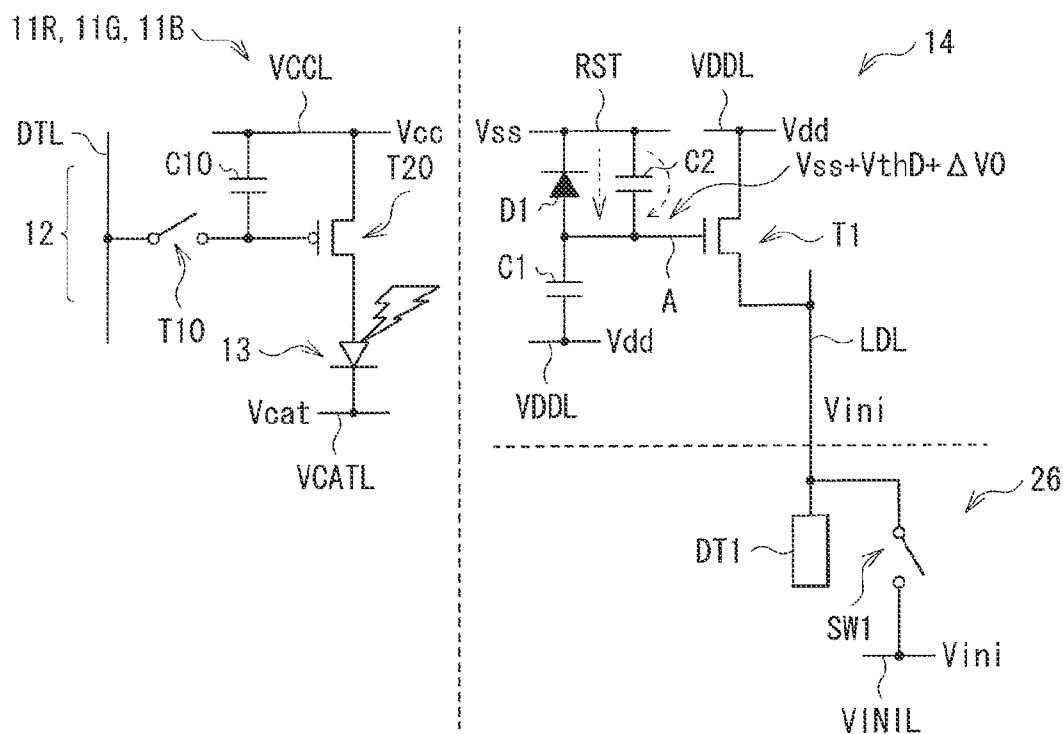 11R, 11G, 11B
VCCL
DTL
Vcc
C10
T20
12
T10
13
Vcat
VCATL
14
RST
VDDL
Vss
Vdd
C2
Vss+VthD+ΔV0
D1
T1
C1
A
Vdd
LDL
VDDL
Vini
26
DT1
SW1
Vini
VINIL